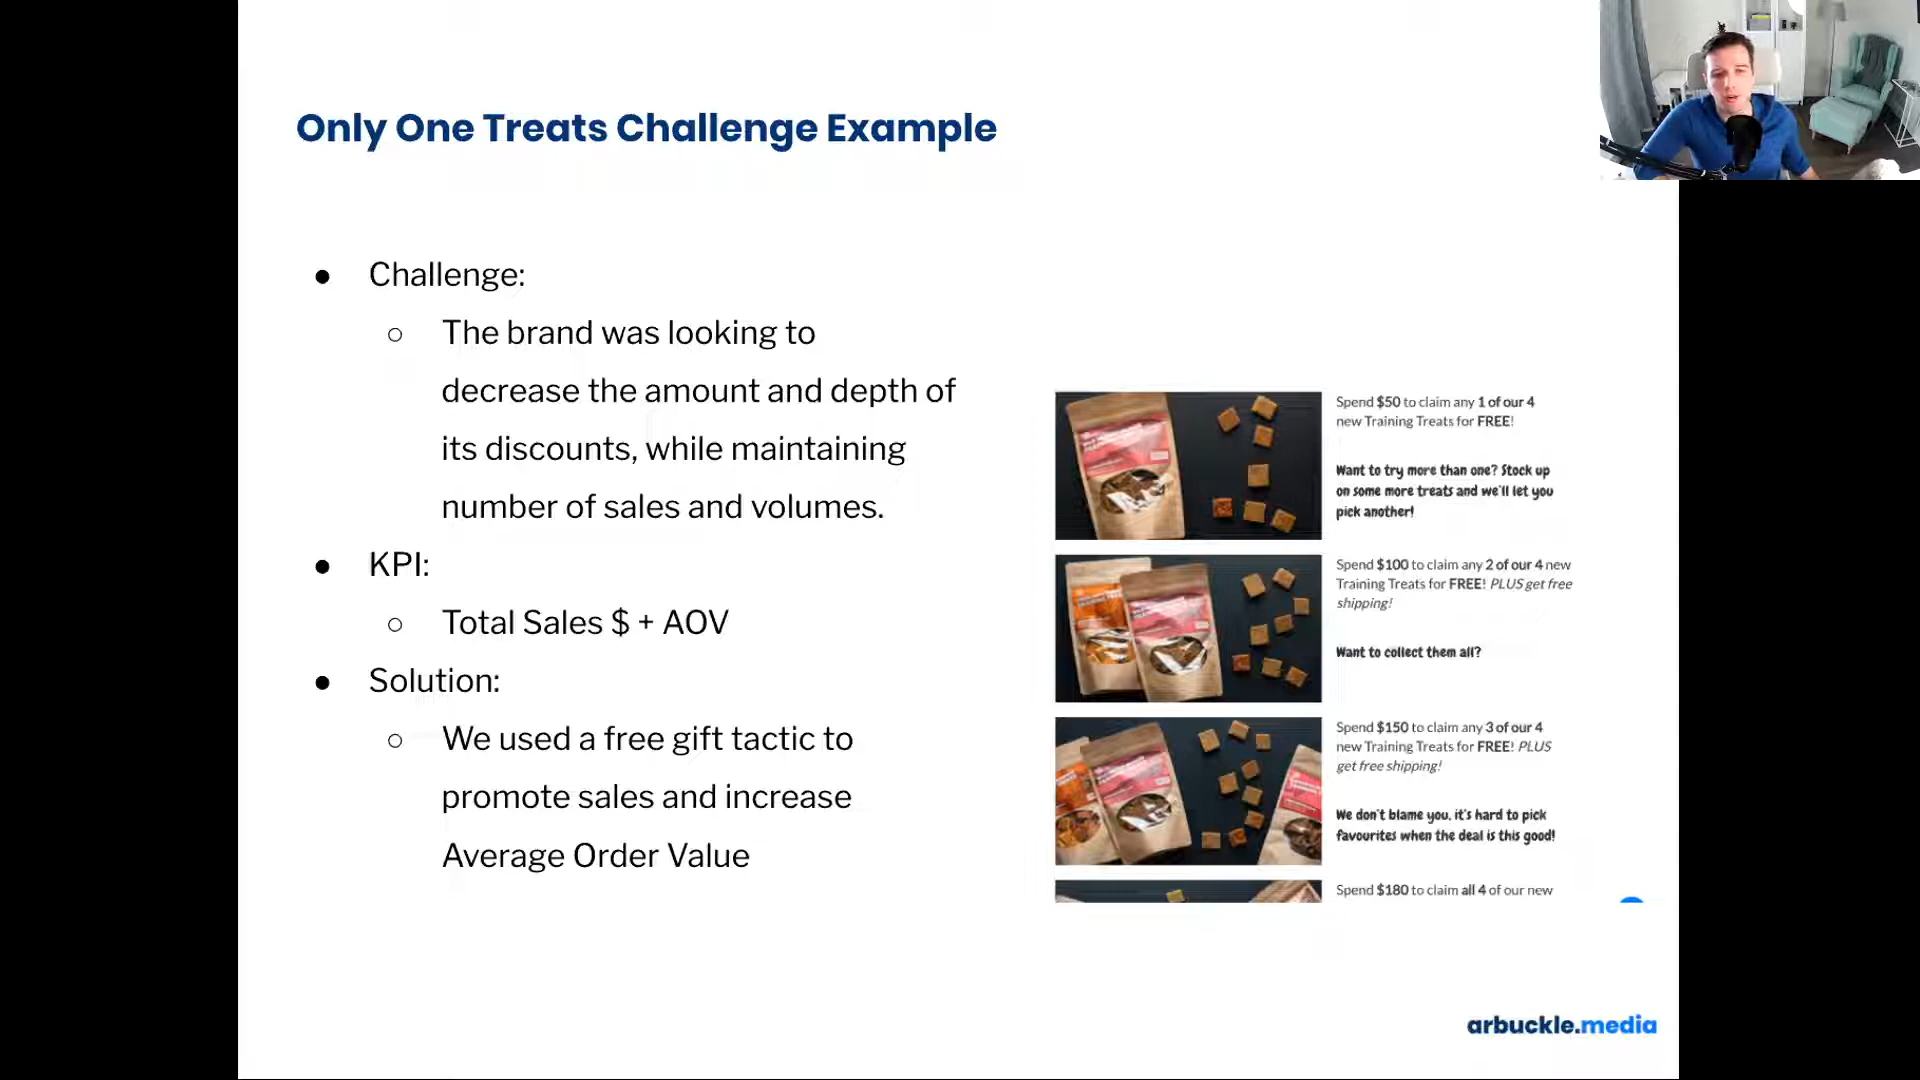 Only One Treats Challenge Example
● Challenge:
○ The brand was looking to
decrease the amount and depth of
its discounts, while maintaining
number of sales and volumes.
● KPI:
○ Total Sales $ + AOV
● Solution:
○ We used a free gift tactic to
promote sales and increase
Average Order Value
Spend $50 to claim any 1 of our 4
new Training Treats for FREE!
Want to try more than one? Stock up
on some more treats and we'll let you
pick another!
Spend $100 to claim any 2 of our 4 new
Training Treats for FREE! PLUS get free
shipping!
Want to collect them all?
Spend $150 to claim any 3 of our 4
new Training Treats for FREE! PLUS
get free shipping!
We don't blame you, it's hard to pick
favourites when the deal is this good!
Spend $180 to claim all 4 of our new
arbuckle.media